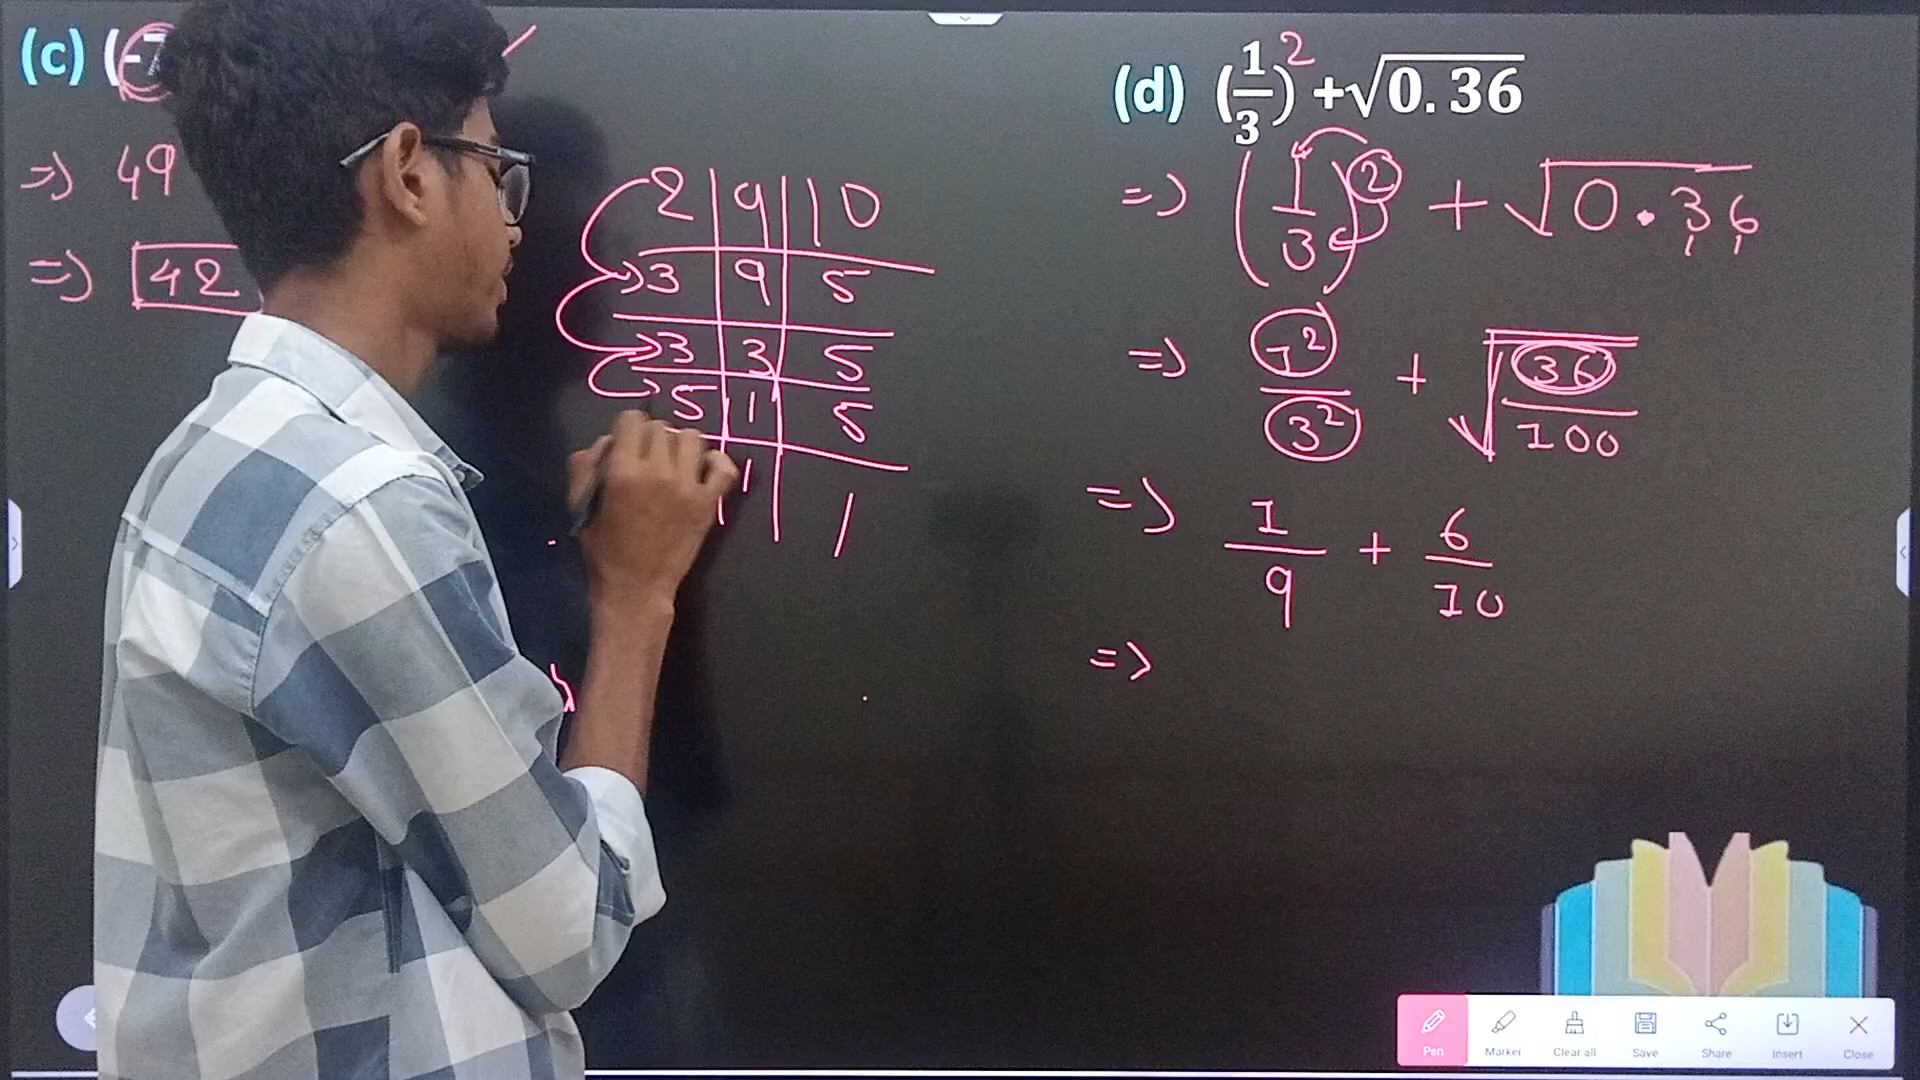 (c) (-7
=> 49
=> 42
2 | 9 | 10
3 | 9 | 5
3 | 3 | 5
5 | 1 | 5
1 | 1
(d) (1/3)² + √0.36
=> (1/3)² + √0.36
=> 1²/3² + √36/100
=> 1/9 + 6/10
=>
Pen
Marker
Clear all
Save
Share
Insert
Close